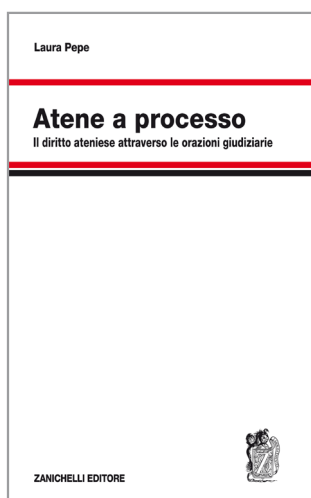 Laura Pepe
Atene a processo
Il diritto ateniese attraverso le orazioni giudiziarie
ZANICHELLI EDITORE